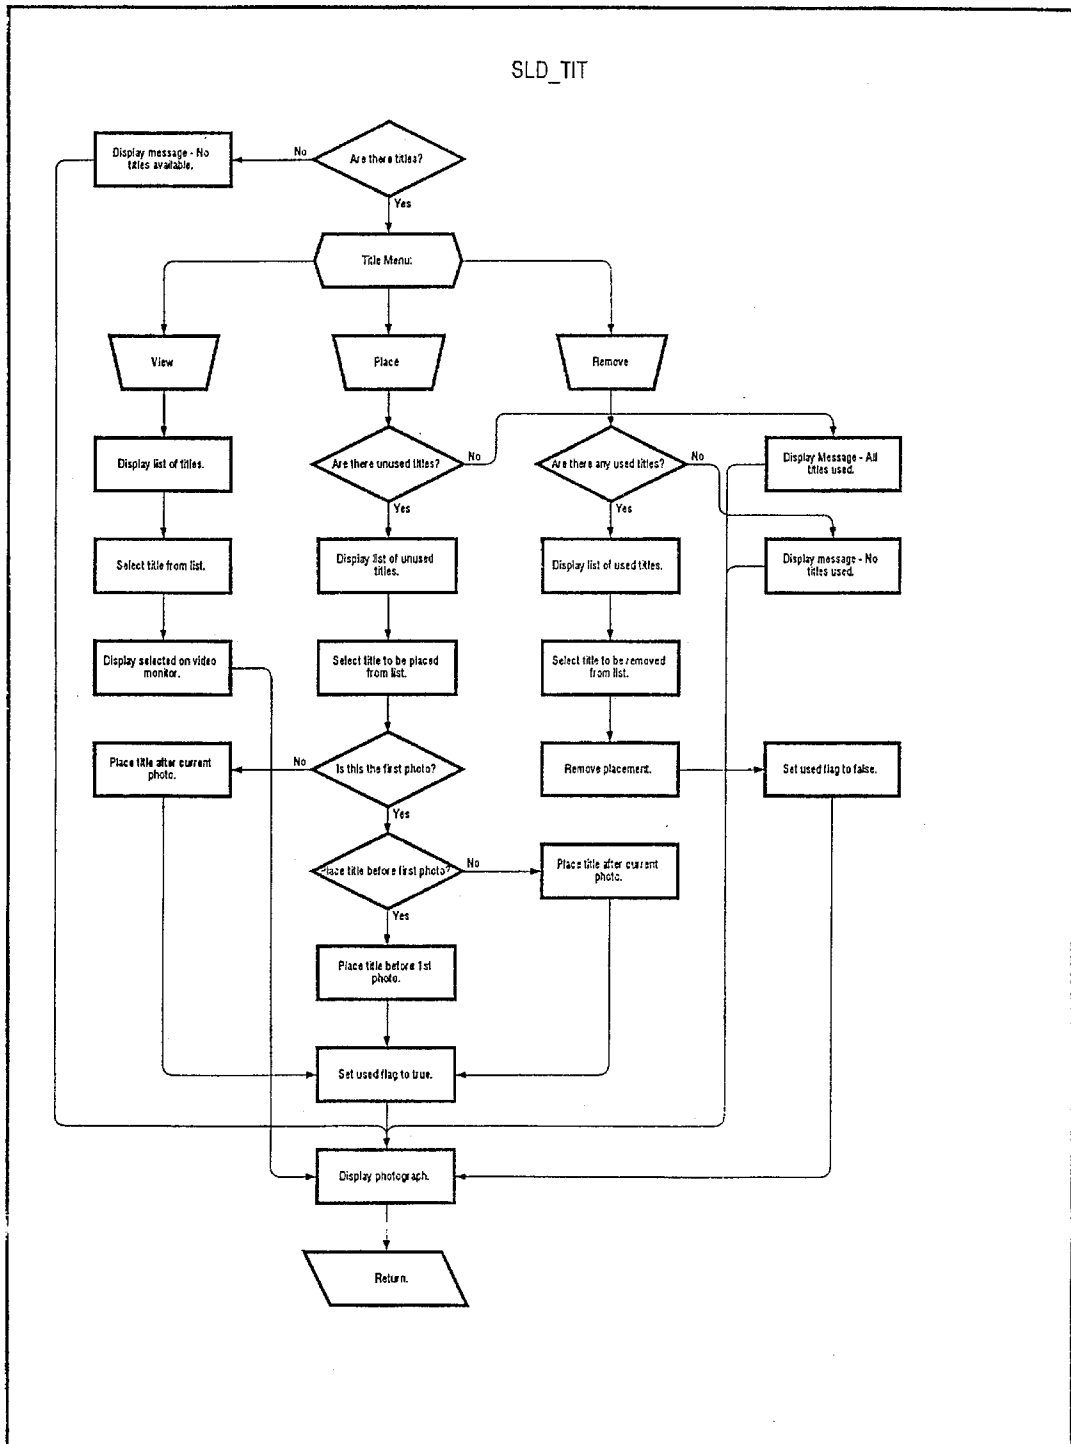 SLD_TIT
Display message - No
titles available.
No
Are there titles?
Yes
Title Menu:
View
Place
Remove
Display list of titles.
Are there unused titles?
No
Are there any used titles?
No
Display Message - All
titles used.
Yes
Yes
Select title from list.
Display list of unused
titles.
Display list of used titles.
Display message - No
titles used.
Display selected on video
monitor.
Select title to be placed
from list.
Select title to be removed
from list.
Place title after current
photo.
No
Is this the first photo?
Remove placement.
Set used flag to false.
Yes
Place title before first photo?
No
Place title after current
photo.
Yes
Place title before 1st
photo.
Set used flag to true.
Display photograph.
Return.